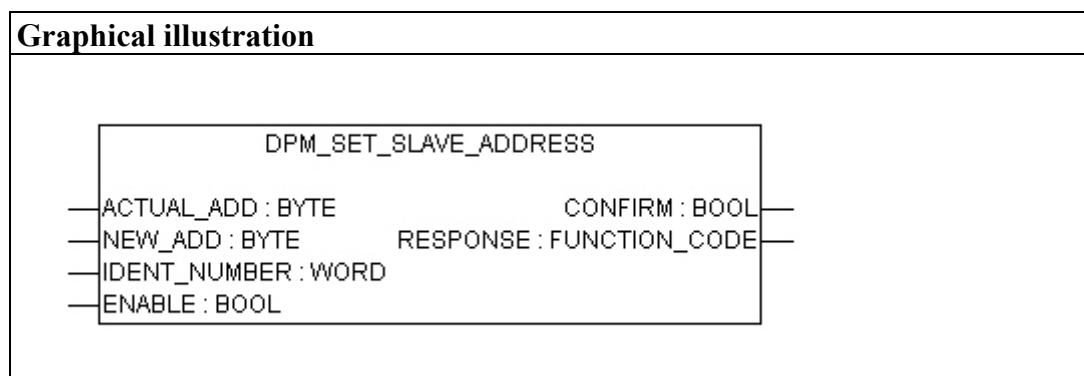 Graphical illustration
DPM_SET_SLAVE_ADDRESS
ACTUAL_ADD : BYTE CONFIRM : BOOL
NEW_ADD : BYTE RESPONSE : FUNCTION_CODE
IDENT_NUMBER : WORD
ENABLE : BOOL